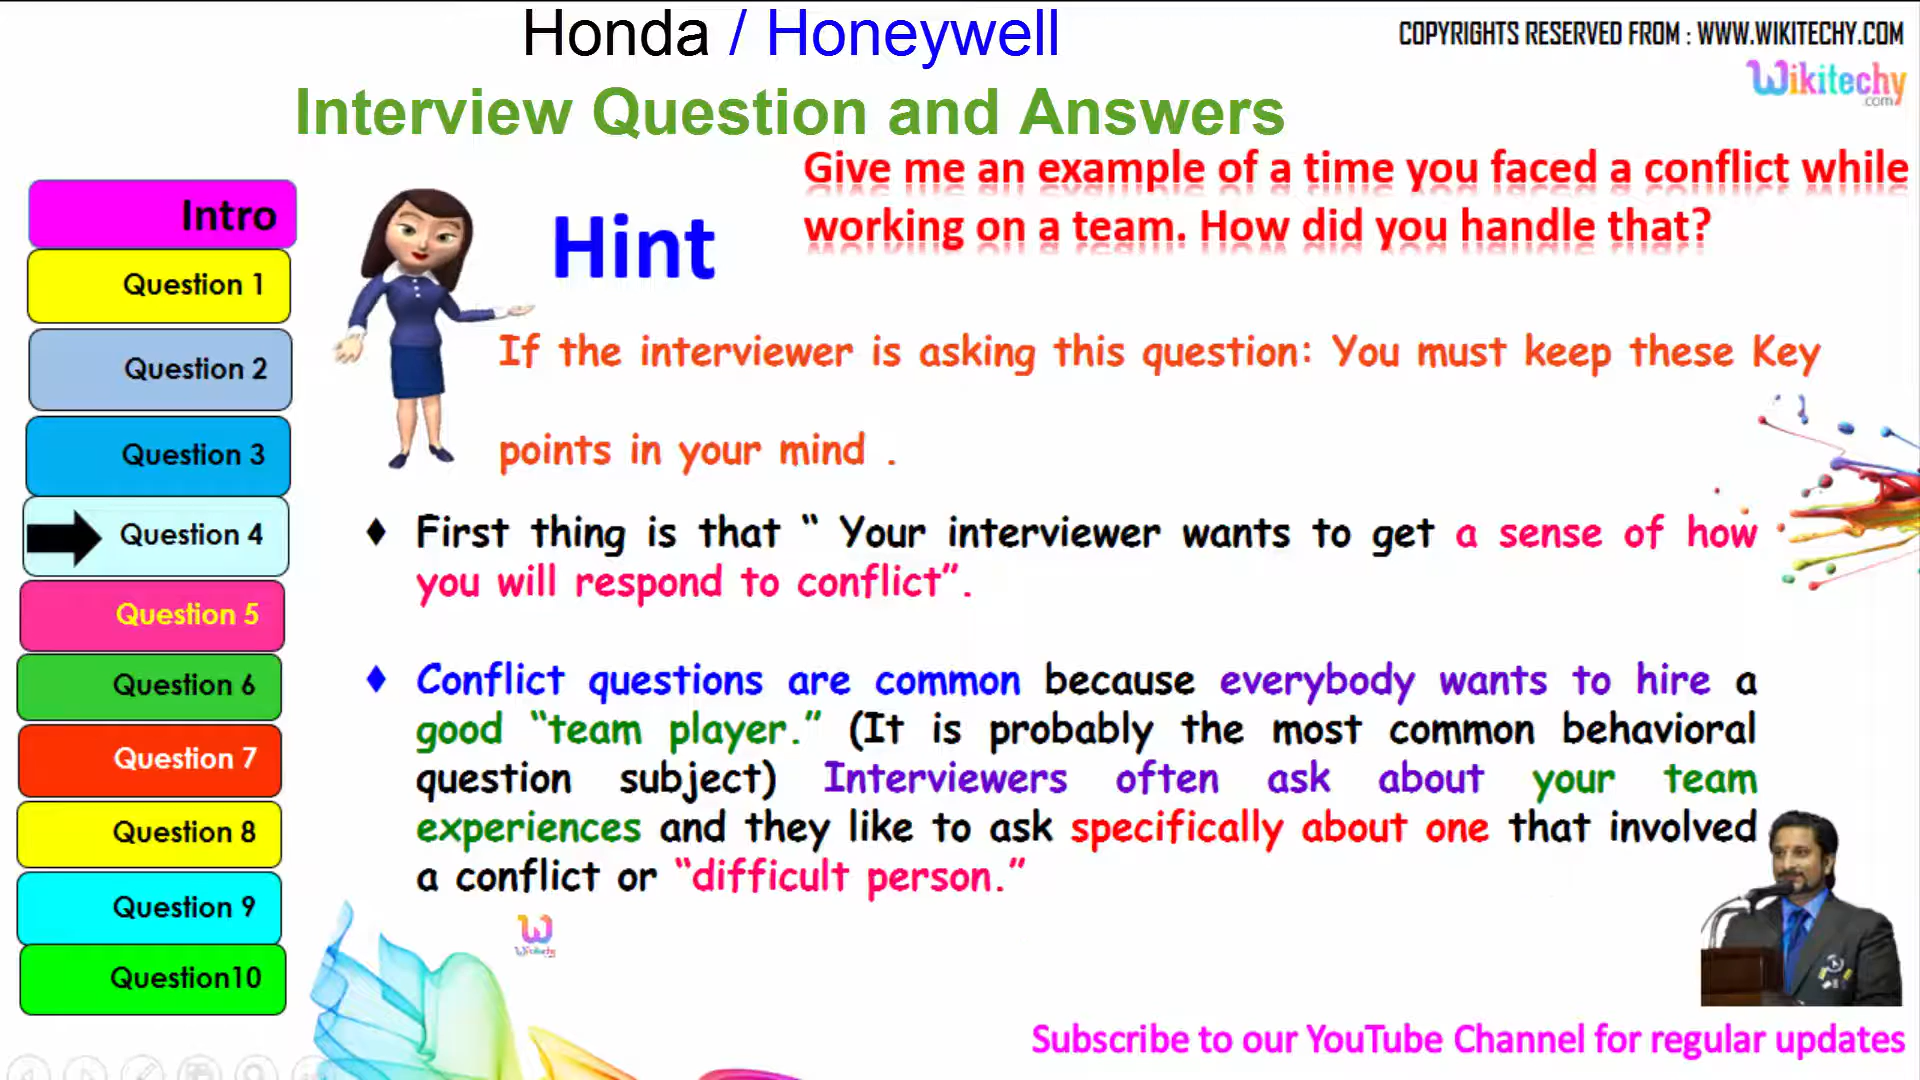 Honda / Honeywell
COPYRIGHTS RESERVED FROM : WWW.WIKITECHY.COM
Wikitechy
.com
Interview Question and Answers
Give me an example of a time you faced a conflict while
working on a team. How did you handle that?
Hint
Intro
Question 1
Question 2
Question 3
Question 4
Question 5
Question 6
Question 7
Question 8
Question 9
Question10
If the interviewer is asking this question: You must keep these Key
points in your mind .
♦ First thing is that “ Your interviewer wants to get a sense of how
you will respond to conflict”.
♦ Conflict questions are common because everybody wants to hire a
good “team player.” (It is probably the most common behavioral
question subject) Interviewers often ask about your team
experiences and they like to ask specifically about one that involved
a conflict or “difficult person.”
W
Wikitechy
Subscribe to our YouTube Channel for regular updates